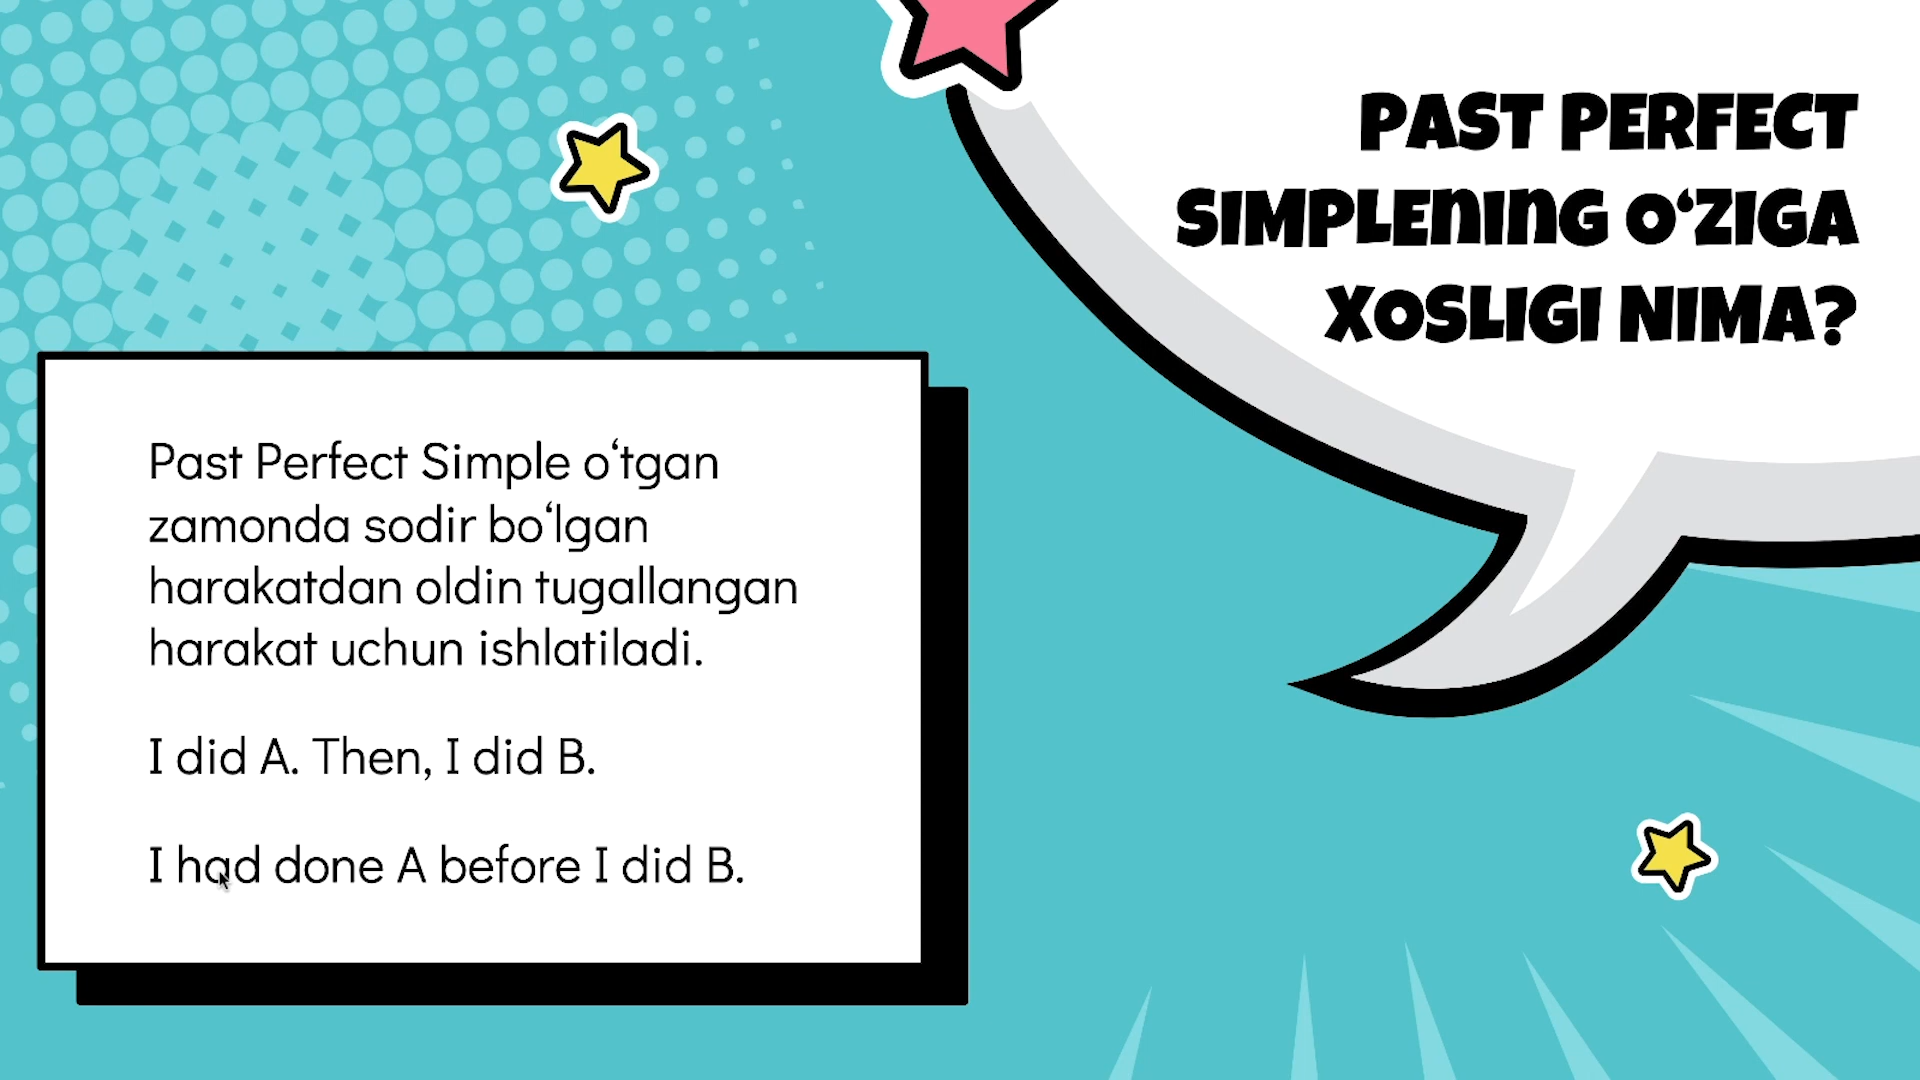 PAST PERFECT
SIMPLENING O‘ZIGA
XOSLIGI NIMA?
Past Perfect Simple o‘tgan
zamonda sodir bo‘lgan
harakatdan oldin tugallangan
harakat uchun ishlatiladi.
I did A. Then, I did B.
I had done A before I did B.